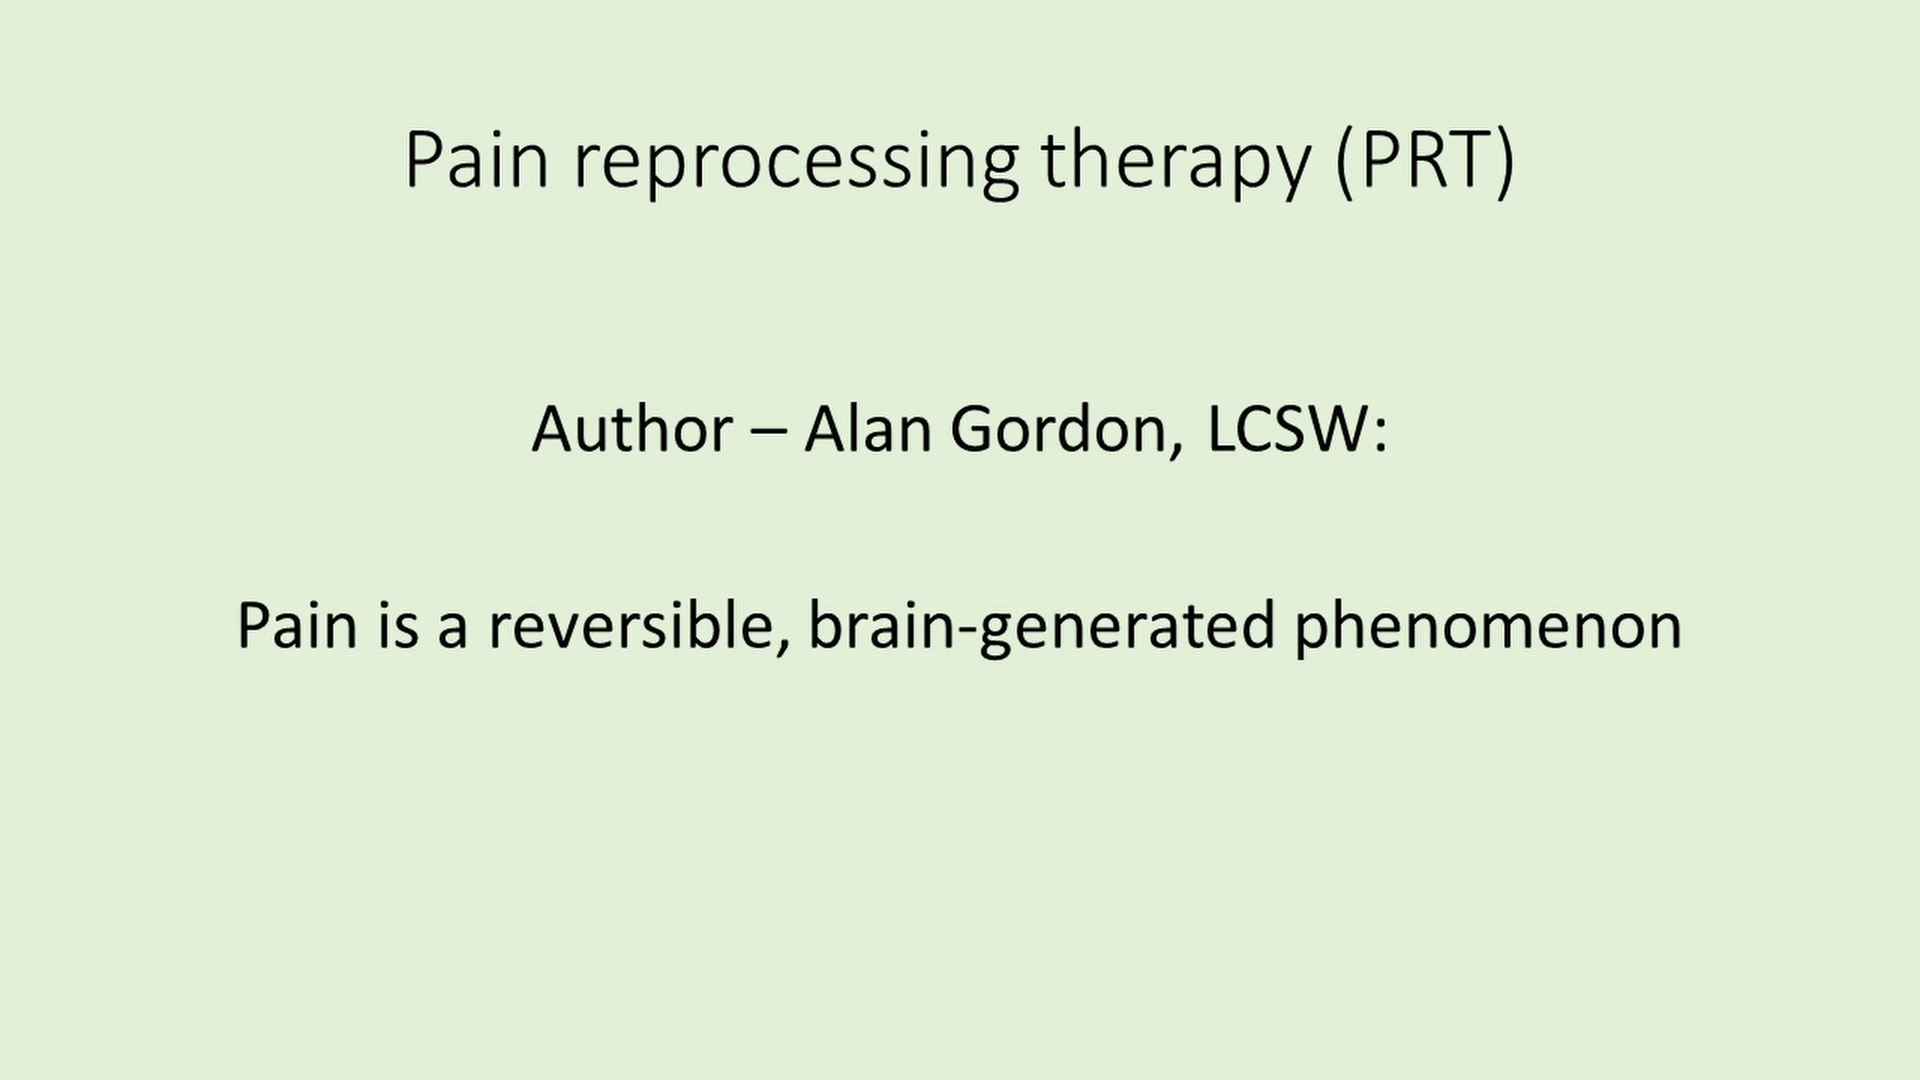 Pain reprocessing therapy (PRT)
Author – Alan Gordon, LCSW:
Pain is a reversible, brain-generated phenomenon